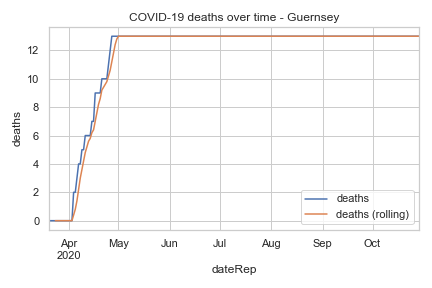 COVID-19 deaths over time - Guernsey
deaths
12
10
8
6
4
2
0
deaths
deaths (rolling)
Apr
2020
May
Jun
Jul
Aug
Sep
Oct
dateRep